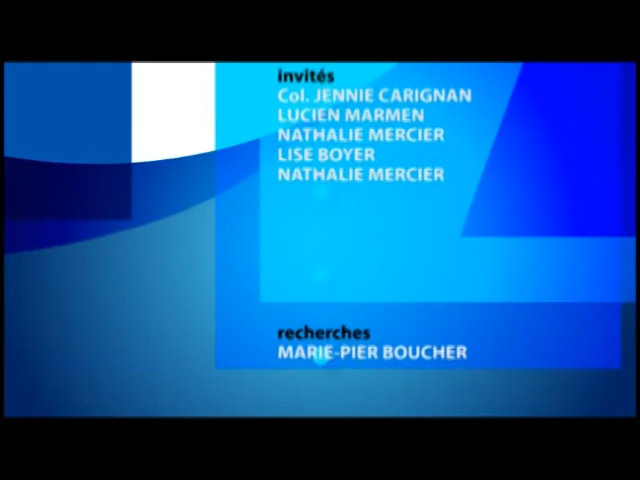 invités
Col. JENNIE CARIGNAN
LUCIEN MARMEN
NATHALIE MERCIER
LISE BOYER
NATHALIE MERCIER
recherches
MARIE-PIER BOUCHER